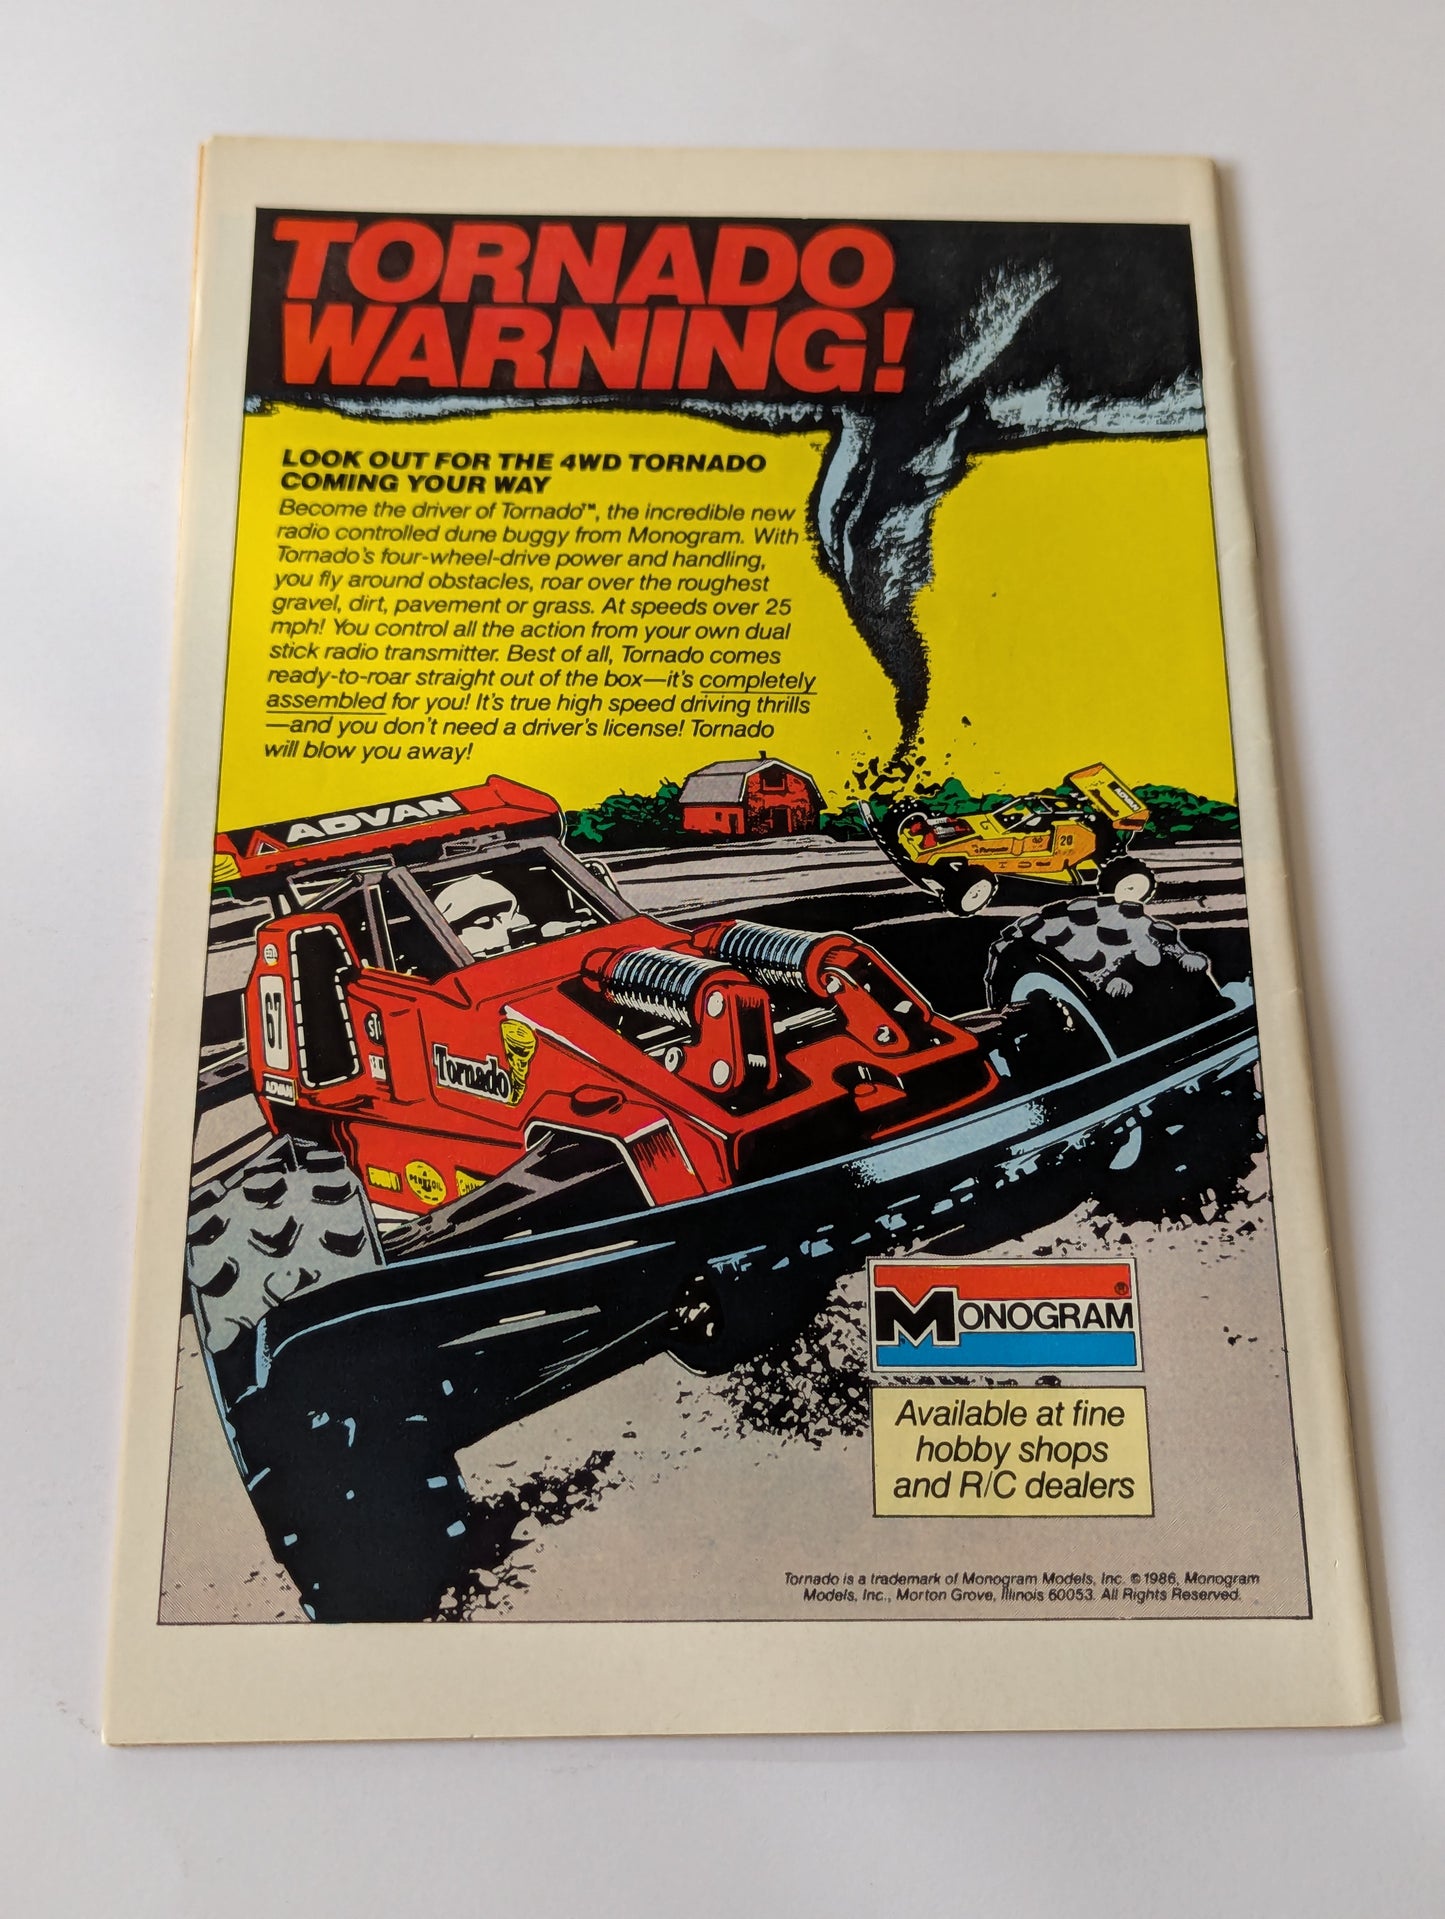 TORNADO
WARNING!
LOOK OUT FOR THE 4WD TORNADO
COMING YOUR WAY
Become the driver of Tornado™, the incredible new
radio controlled dune buggy from Monogram. With
Tornado's four-wheel-drive power and handling,
you fly around obstacles, roar over the roughest
gravel, dirt, pavement or grass. At speeds over 25
mph! You control all the action from your own dual
stick radio transmitter. Best of all, Tornado comes
ready-to-roar straight out of the box—it's completely
assembled for you! It's true high speed driving thrills
—and you don't need a driver's license! Tornado
will blow you away!
ADVAN
ADVAN
20
67
ADVAN
Tornado
PENNZOIL
MONOGRAM®
Available at fine
hobby shops
and R/C dealers
Tornado is a trademark of Monogram Models, Inc. © 1986, Monogram
Models, Inc., Morton Grove, Illinois 60053. All Rights Reserved.